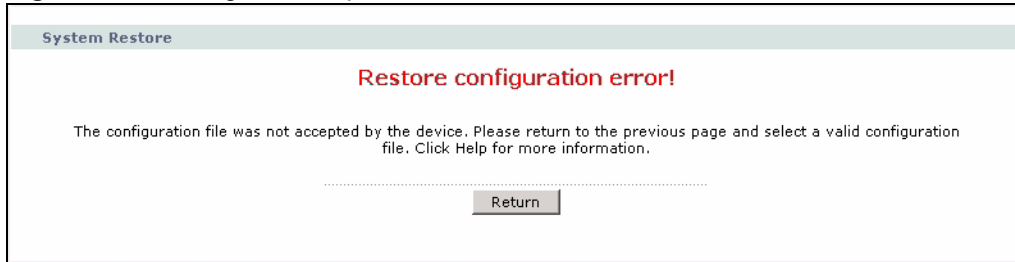 System Restore
Restore configuration error!
The configuration file was not accepted by the device. Please return to the previous page and select a valid configuration
file. Click Help for more information.
Return